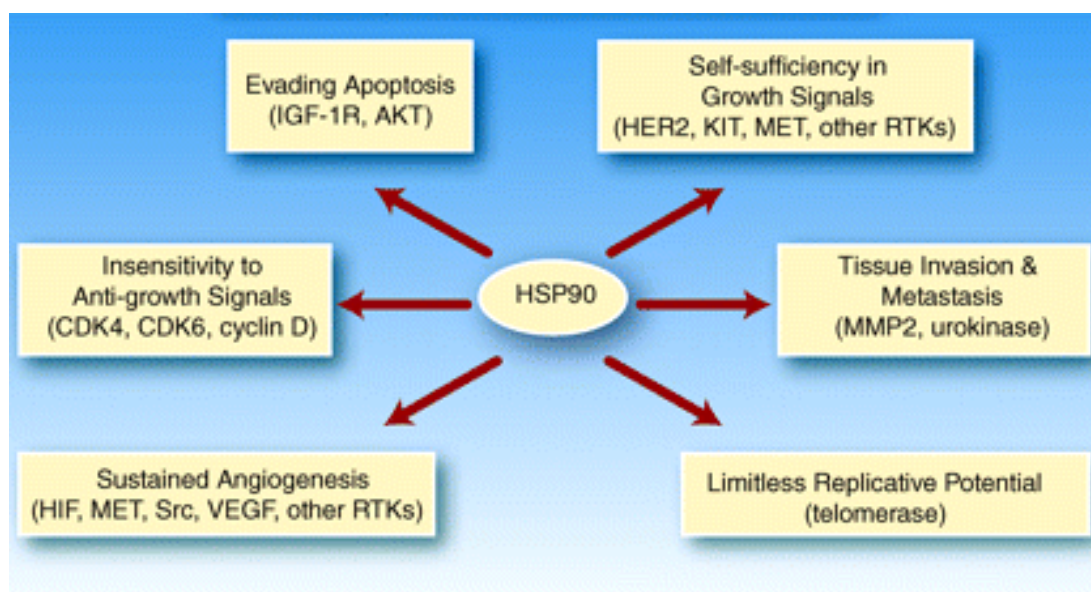 Evading Apoptosis
(IGF-1R, AKT)
Self-sufficiency in
Growth Signals
(HER2, KIT, MET, other RTKs)
Insensitivity to
Anti-growth Signals
(CDK4, CDK6, cyclin D)
HSP90
Tissue Invasion &
Metastasis
(MMP2, urokinase)
Sustained Angiogenesis
(HIF, MET, Src, VEGF, other RTKs)
Limitless Replicative Potential
(telomerase)